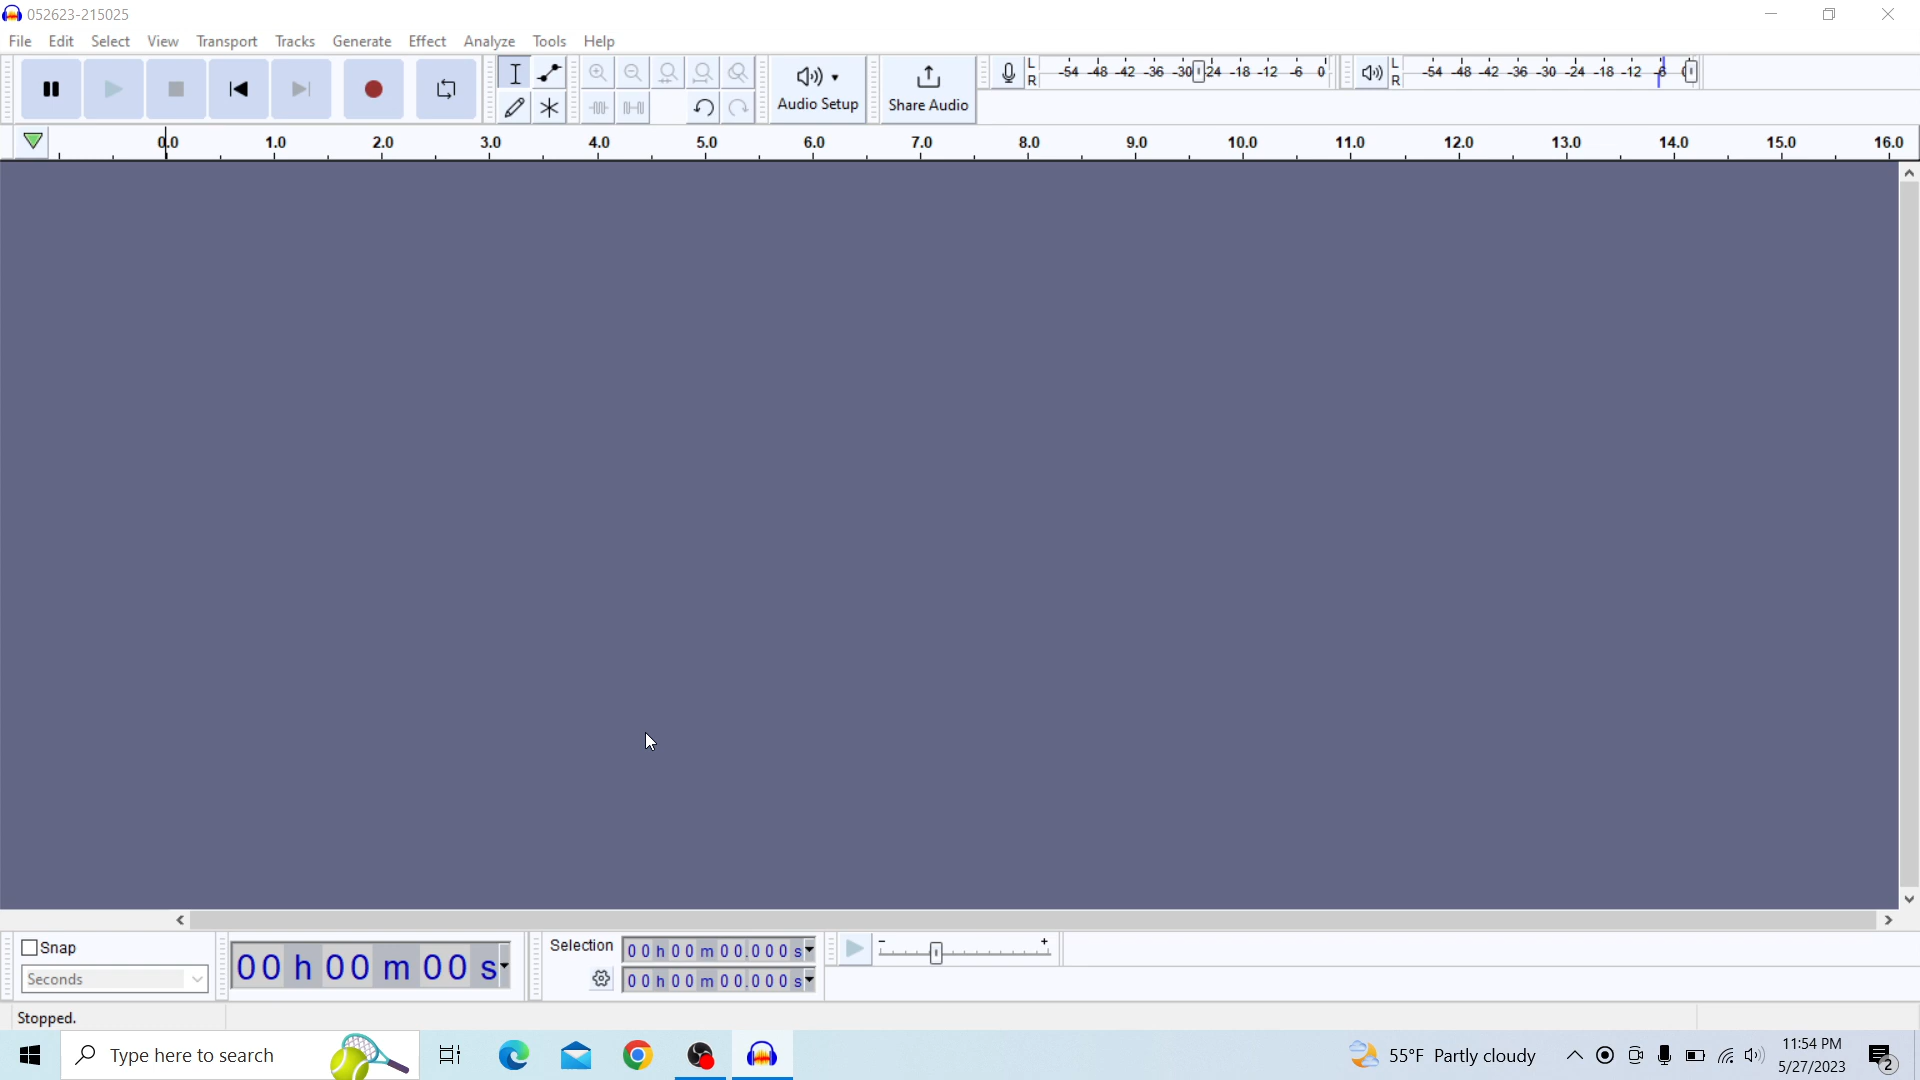 052623-215025
File Edit Select View Transport Tracks Generate Effect Analyze Tools Help
Audio Setup
Share Audio
L R -54 -48 -42 -36 -30 -24 -18 -12 -6 0
L R -54 -48 -42 -36 -30 -24 -18 -12 -6 0
0.0 1.0 2.0 3.0 4.0 5.0 6.0 7.0 8.0 9.0 10.0 11.0 12.0 13.0 14.0 15.0 16.0
Snap
Seconds
00 h 00 m 00 s
Selection
00 h 00 m 00.000 s
00 h 00 m 00.000 s
- +
Stopped.
Type here to search
55°F Partly cloudy
11:54 PM
5/27/2023
2